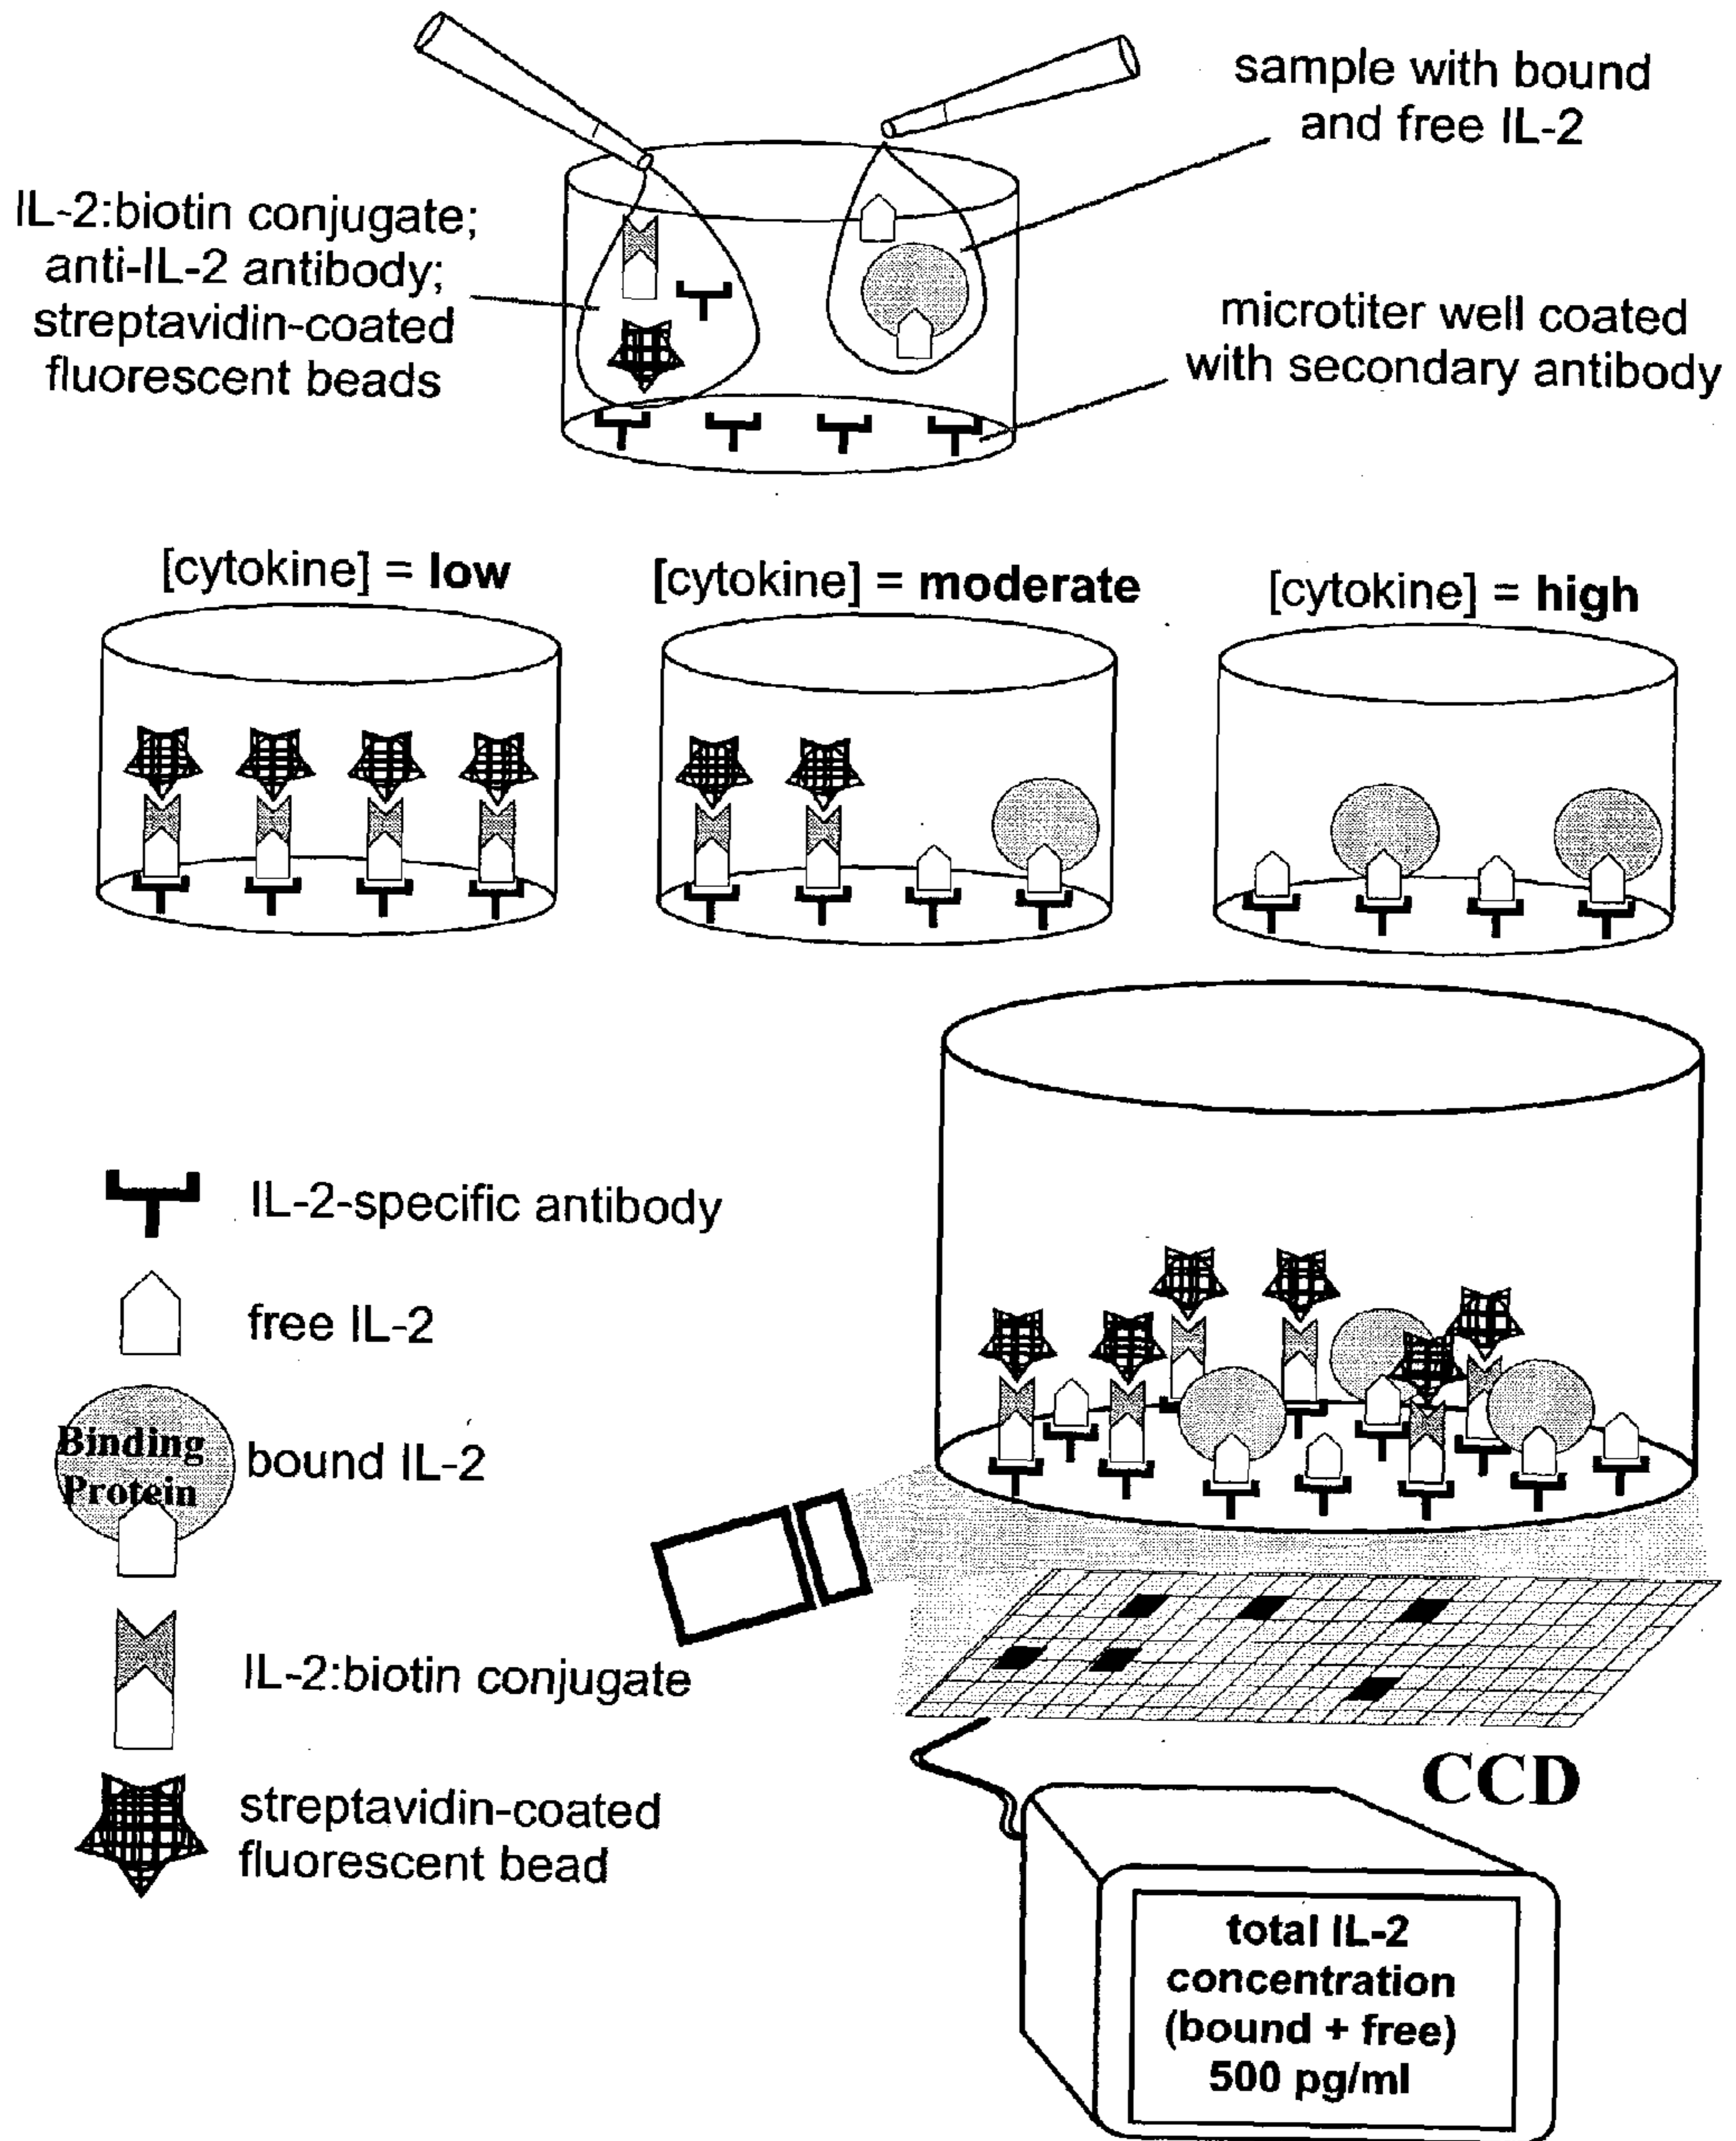 sample with bound
and free IL-2
IL-2:biotin conjugate;
anti-IL-2 antibody;
streptavidin-coated
fluorescent beads
microtiter well coated
with secondary antibody
[cytokine] = low
[cytokine] = moderate
[cytokine] = high
IL-2-specific antibody
free IL-2
Binding
Protein
bound IL-2
IL-2:biotin conjugate
streptavidin-coated
fluorescent bead
CCD
total IL-2
concentration
(bound + free)
500 pg/ml